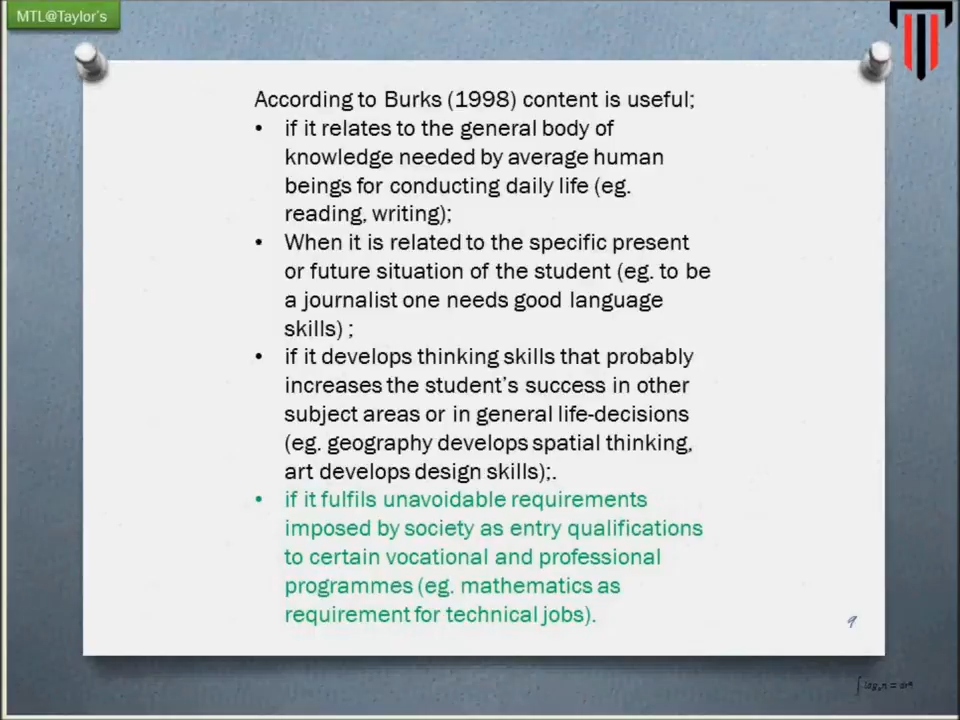 MTL@Taylor's
According to Burks (1998) content is useful;
• if it relates to the general body of
knowledge needed by average human
beings for conducting daily life (eg.
reading, writing);
• When it is related to the specific present
or future situation of the student (eg. to be
a journalist one needs good language
skills) ;
• if it develops thinking skills that probably
increases the student's success in other
subject areas or in general life-decisions
(eg. geography develops spatial thinking,
art develops design skills);.
• if it fulfils unavoidable requirements
imposed by society as entry qualifications
to certain vocational and professional
programmes (eg. mathematics as
requirement for technical jobs).
9